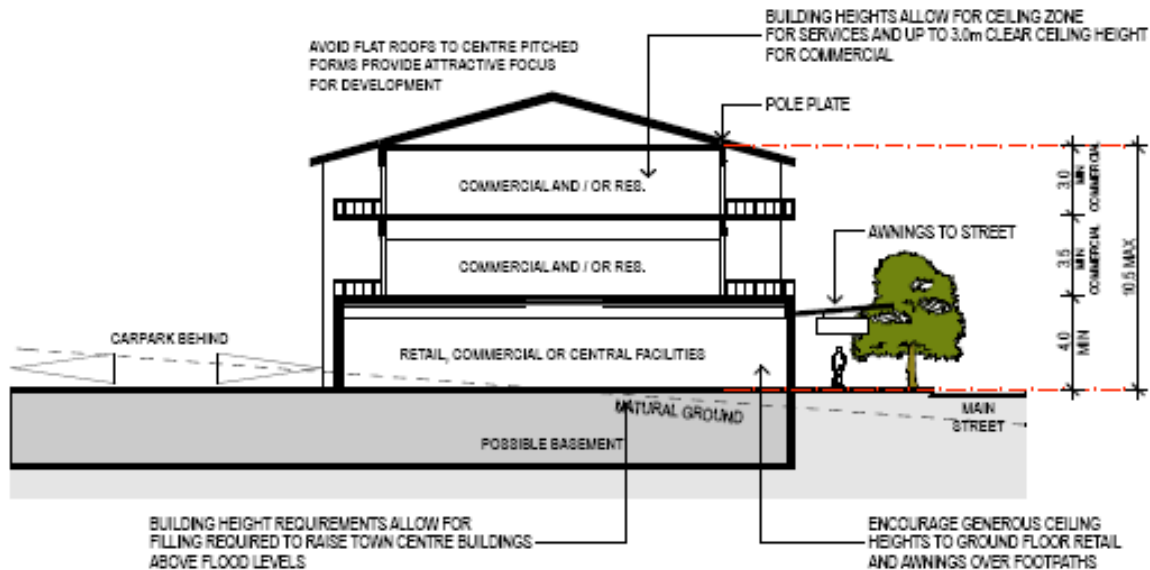 BUILDING HEIGHTS ALLOW FOR CEILING ZONE
FOR SERVICES AND UP TO 3.0m CLEAR CEILING HEIGHT
FOR COMMERCIAL
AVOID FLAT ROOFS TO CENTRE PITCHED
FORMS PROVIDE ATTRACTIVE FOCUS
FOR DEVELOPMENT
POLE PLATE
COMMERCIAL AND / OR RES.
3.0
MIN
COMMERCIAL
AWNINGS TO STREET
COMMERCIAL AND / OR RES.
3.5
MIN
COMMERCIAL
10.5 MAX
CARPARK BEHIND
RETAIL, COMMERCIAL OR CENTRAL FACILITIES
4.0
MIN
NATURAL GROUND
MAIN
STREET
POSSIBLE BASEMENT
BUILDING HEIGHT REQUIREMENTS ALLOW FOR
FILLING REQUIRED TO RAISE TOWN CENTRE BUILDINGS
ABOVE FLOOD LEVELS
ENCOURAGE GENEROUS CEILING
HEIGHTS TO GROUND FLOOR RETAIL
AND AWNINGS OVER FOOTPATHS